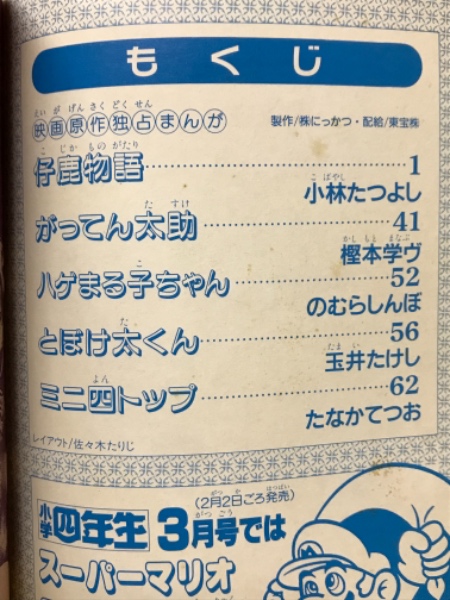 もくじ
映画原作独占まんが
製作/㈱にっかつ・配給/東宝㈱
仔鹿物語 1
小林たつよし
がってん太助 41
樫本学ヴ
ハゲまる子ちゃん 52
のむらしんぼ
とぼけ太くん 56
玉井たけし
ミニ四トップ 62
たなかてつお
レイアウト/佐々木たりじ
(2月2日ごろ発売)
小学四年生3月号では
スーパーマリオ